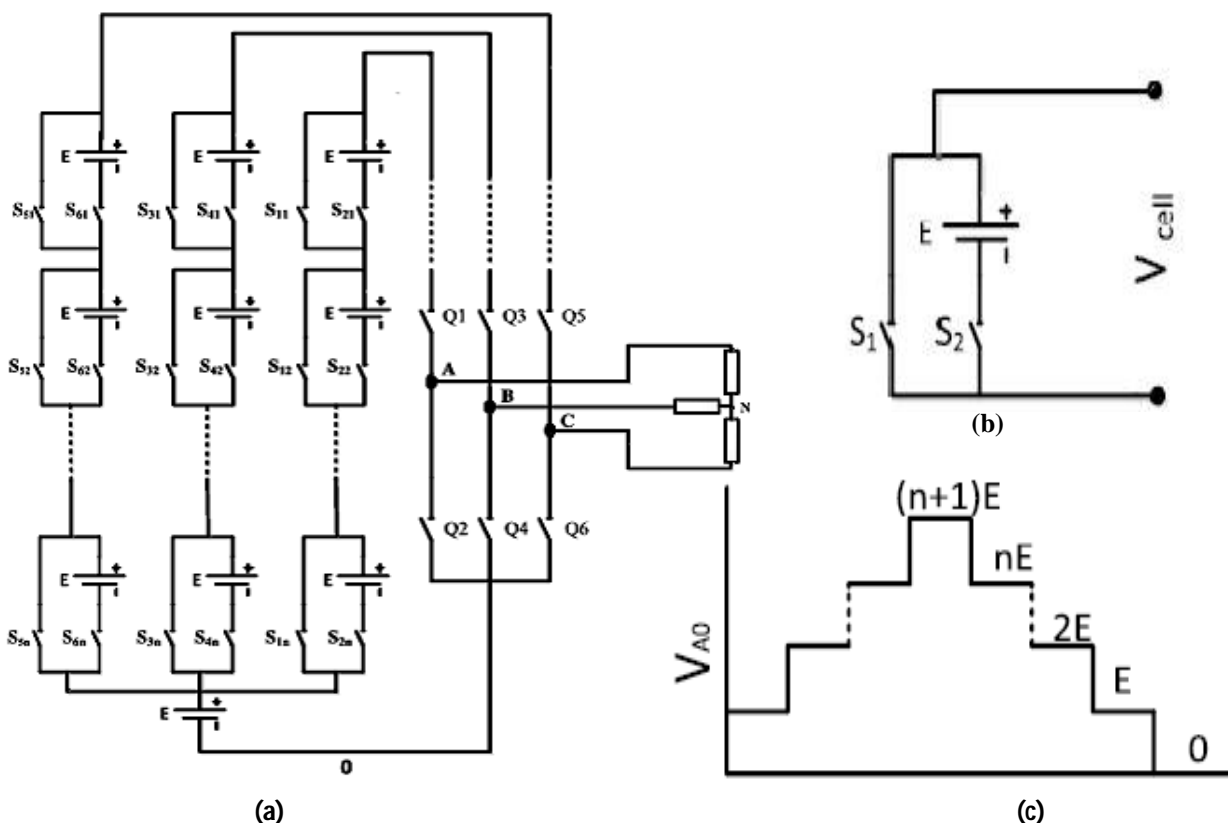 E + -
E + -
E + -
S51 S61 S31 S41 S11 S21
E + -
E + -
E + -
S52 S62 S32 S42 S12 S22
Q1 Q3 Q5
A
B
C
N
Q2 Q4 Q6
E + -
E + -
E + -
S5n S6n S3n S4n S1n S2n
E + -
0
(a)
E + -
S1 S2
V cell
(b)
(n+1)E
nE
2E
E
0
VA0
(c)